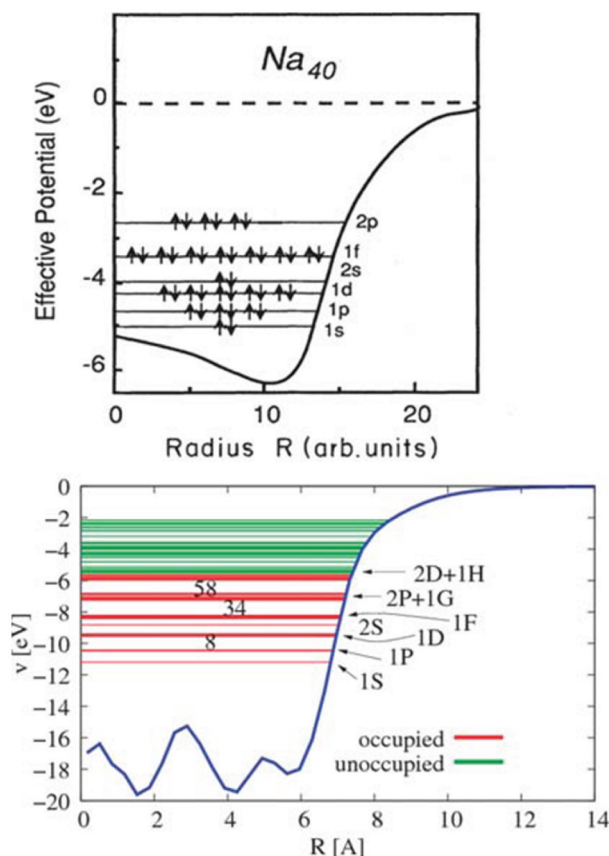 Na40
Effective Potential (eV)
0
-2
-4
-6
2p
1f
2s
1d
1p
1s
0
10
20
Radius R (arb.units)
v [eV]
0
−2
−4
−6
−8
−10
−12
−14
−16
−18
−20
58
34
8
2D+1H
2P+1G
1F
2S
1D
1P
1S
occupied
unoccupied
0 2 4 6 8 10 12 14
R [A]